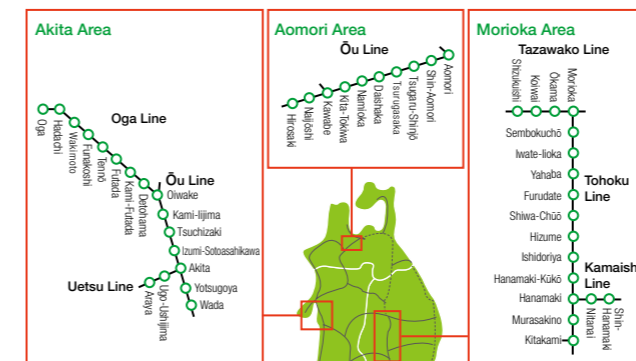 Akita Area
Oga Line
Oga
Hadachi
Wakimoto
Funakoshi
Tennō
Futada
Kami-Futada
Detohama
Ōu Line
Oiwake
Kami-Iijima
Tsuchizaki
Izumi-Sotoasahikawa
Akita
Yotsugoya
Wada
Uetsu Line
Araya
Ugo-Ushijima
Aomori Area
Ōu Line
Hirosaki
Naijōshi
Kawabe
Kita-Tokiwa
Namioka
Daishaka
Tsurugasaka
Tsugaru-Shinjō
Shin-Aomori
Aomori
Morioka Area
Tazawako Line
Shizukuishi
Koiwai
Ōkama
Morioka
Sembokuchō
Iwate-Iioka
Yahaba
Tohoku
Line
Furudate
Shiwa-Chūō
Hizume
Ishidoriya
Hanamaki-Kūkō
Kamaishi
Line
Hanamaki
Nitanai
Shin-
Hanamaki
Murasakino
Kitakami